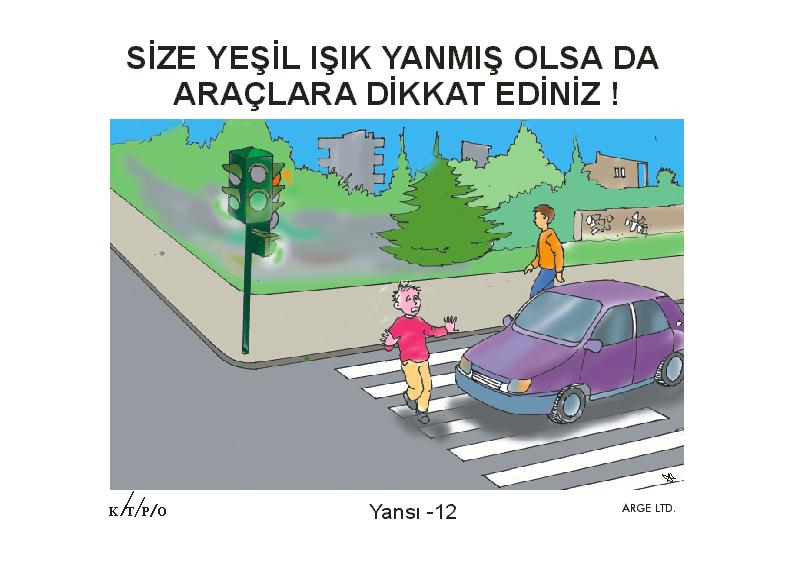 SİZE YEŞİL IŞIK YANMIŞ OLSA DA
ARAÇLARA DİKKAT EDİNİZ !
K/T/P/O
Yansı -12
ARGE LTD.